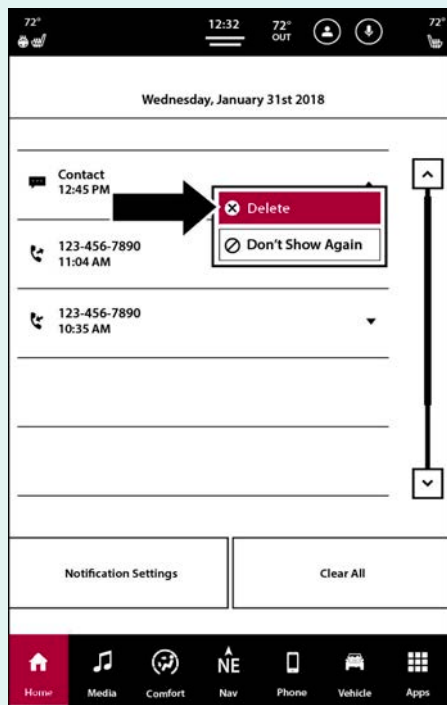 72° 12:32 72° OUT 72°
Wednesday, January 31st 2018
Contact
12:45 PM
Delete
Don't Show Again
123-456-7890
11:04 AM
123-456-7890
10:35 AM
Notification Settings Clear All
NE
Home Media Comfort Nav Phone Vehicle Apps